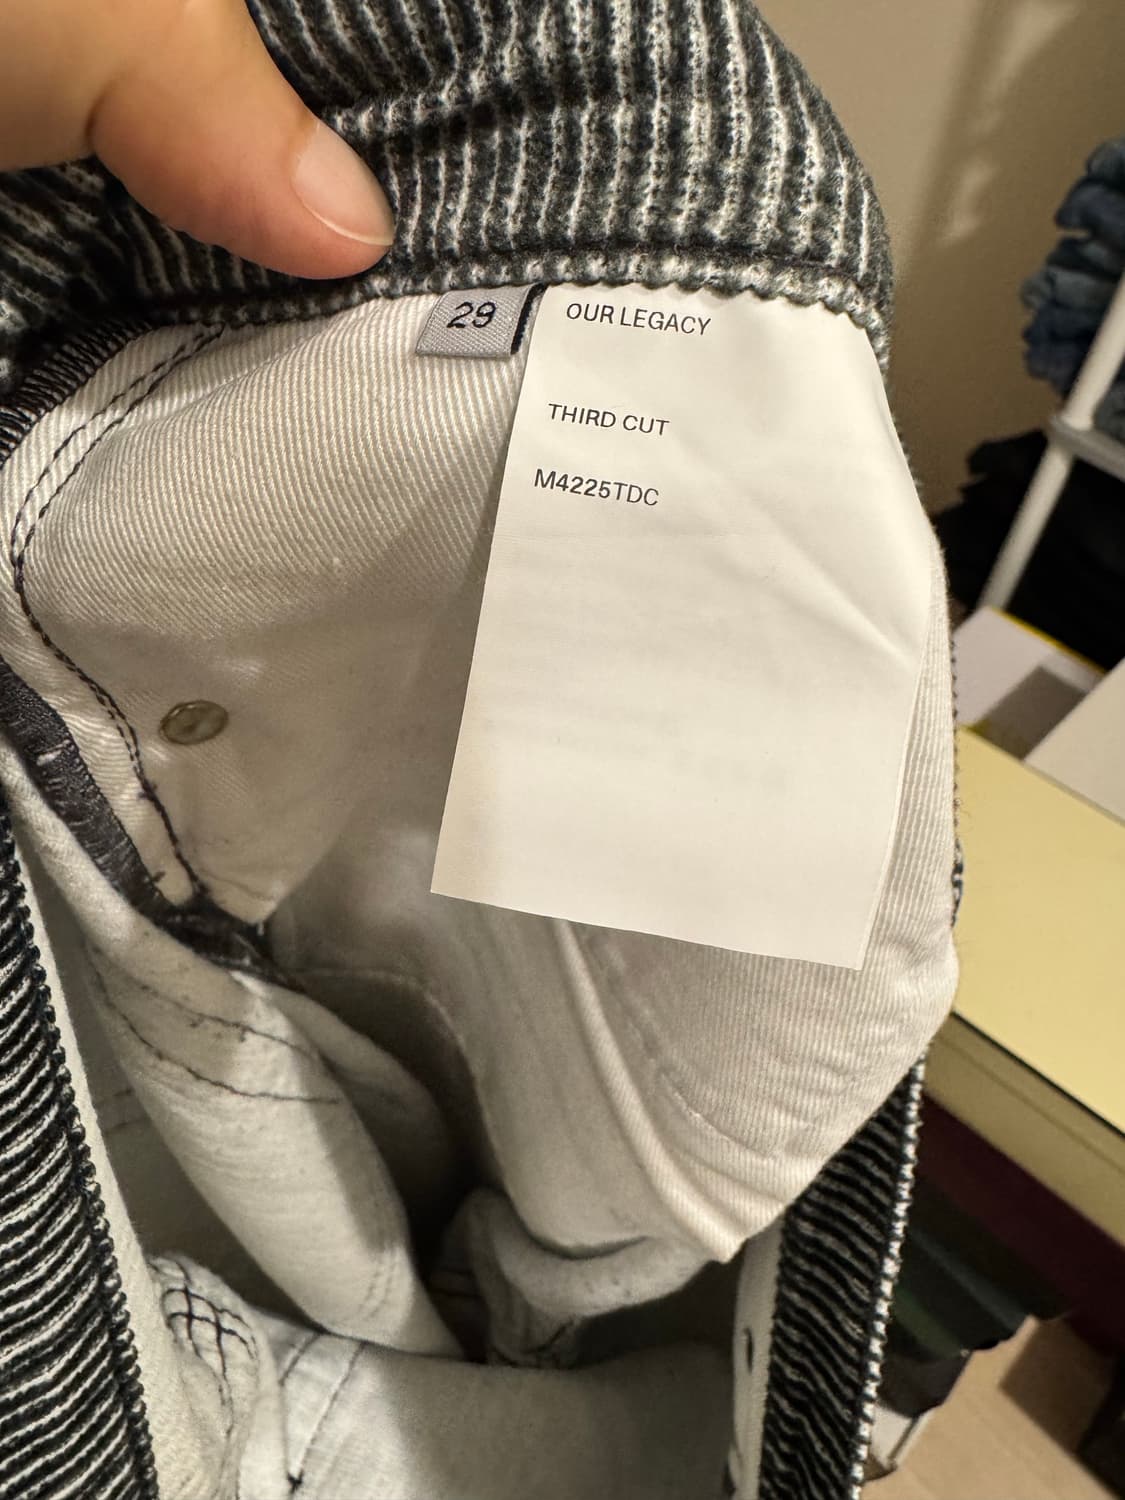 29
OUR LEGACY
THIRD CUT
M4225TDC